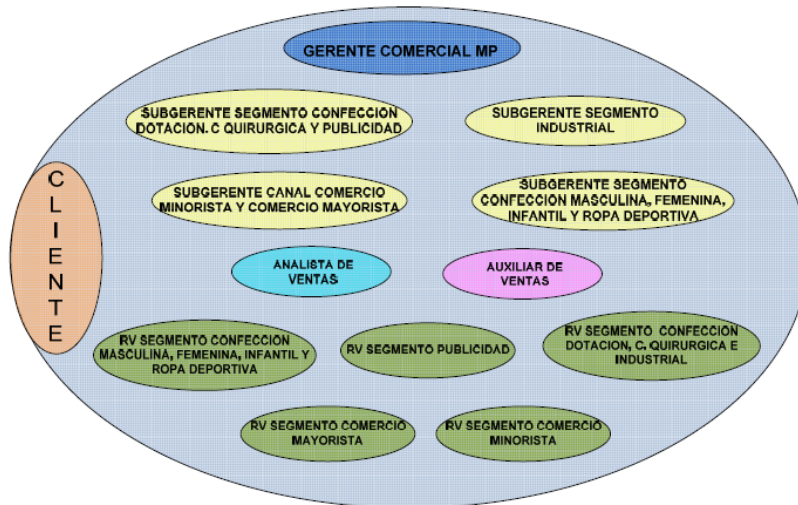 GERENTE COMERCIAL MP
SUBGERENTE SEGMENTO CONFECCION
DOTACION. C QUIRURGICA Y PUBLICIDAD
SUBGERENTE SEGMENTO
INDUSTRIAL
CLIENTE
SUBGERENTE CANAL COMERCIO
MINORISTA Y COMERCIO MAYORISTA
SUBGERENTE SEGMENTO
CONFECCION MASCULINA, FEMENINA,
INFANTIL Y ROPA DEPORTIVA
ANALISTA DE
VENTAS
AUXILIAR DE
VENTAS
RV SEGMENTO CONFECCION
MASCULINA, FEMENINA, INFANTIL Y
ROPA DEPORTIVA
RV SEGMENTO PUBLICIDAD
RV SEGMENTO CONFECCION
DOTACION, C. QUIRURGICA E
INDUSTRIAL
RV SEGMENTO COMERCIO
MAYORISTA
RV SEGMENTO COMERCIO
MINORISTA